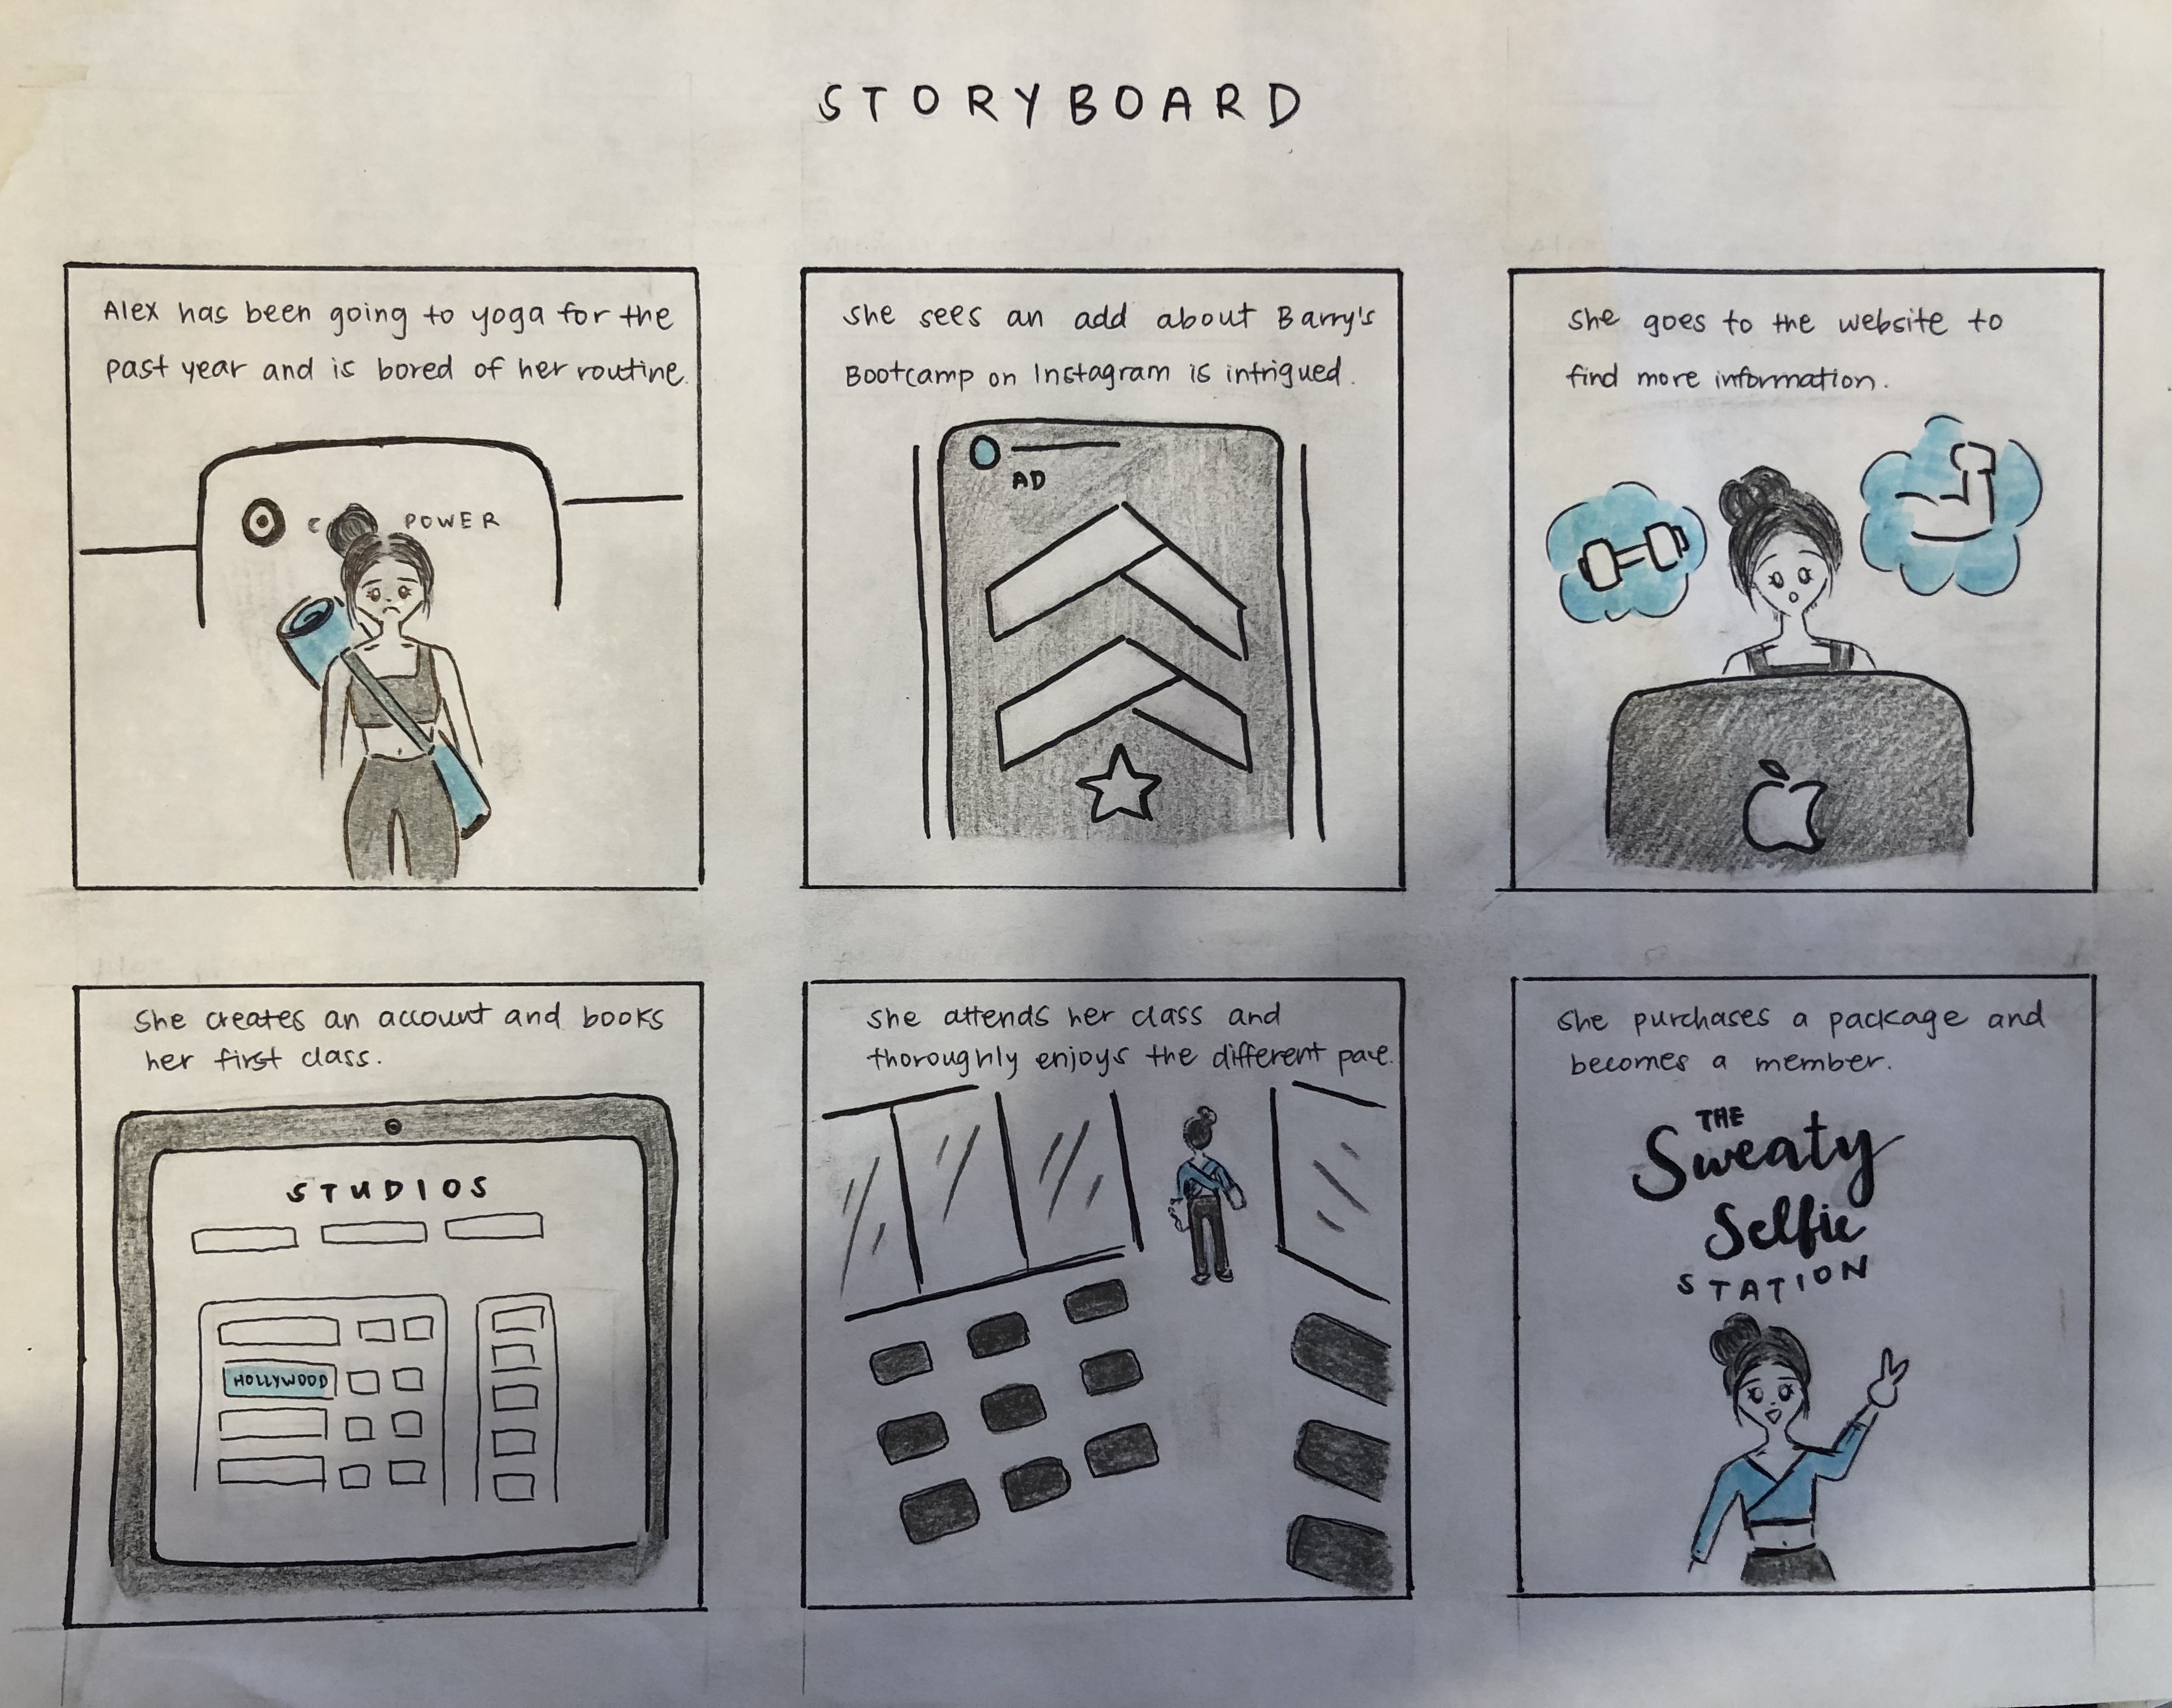 STORYBOARD
Alex has been going to yoga for the
past year and is bored of her routine.
C POWER
She sees an add about Barry's
Bootcamp on Instagram is intrigued.
AD
She goes to the website to
find more information.
She creates an account and books
her first class.
STUDIOS
HOLLYWOOD
She attends her class and
thoroughly enjoys the different pace.
She purchases a package and
becomes a member.
THE
Sweaty
Selfie
STATION